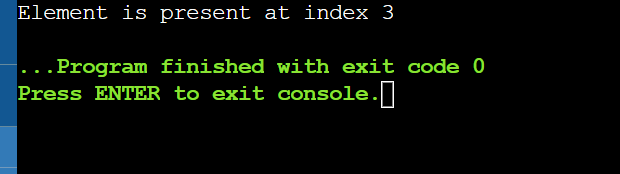 Element is present at index 3
...Program finished with exit code 0
Press ENTER to exit console.